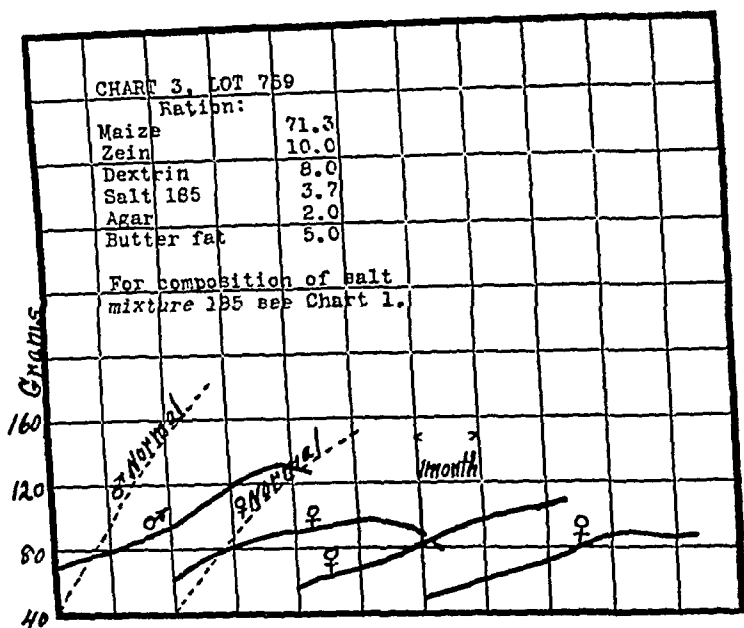 CHART 3, LOT 769
Ration:
Maize 71.3
Zein 10.0
Dextrin 8.0
Salt 185 3.7
Agar 2.0
Butter fat 5.0
For composition of salt
mixture 185 see Chart 1.
Grams
160
120
80
40
♂ Normal
♂
♀ Normal
♀
♀
1 month
♀